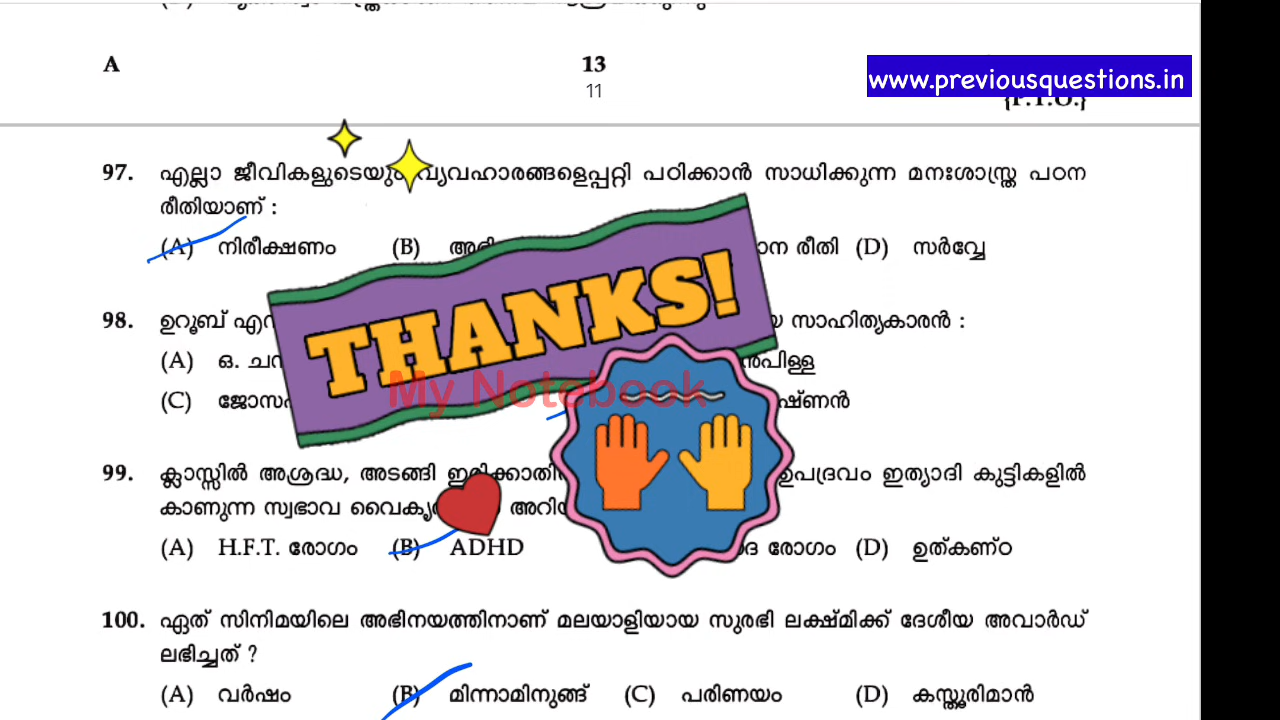 A
13
www.previousquestions.in
11
{P.T.O.}
97. എല്ലാ ജീവികളുടെയും വ്യവഹാരങ്ങളെപ്പറ്റി പഠിക്കാൻ സാധിക്കുന്ന മനഃശാസ്ത്ര പഠന
രീതിയാണ് :
(A) നിരീക്ഷണം (B) രീതി (D) സർവ്വേ
98. ഉറൂബ് സാഹിത്യകാരൻ :
(A) ഒ.
(C)
THANKS!
My Notebook
99. ക്ലാസ്സിൽ അശ്രദ്ധ, അടങ്ങി ഉപദ്രവം ഇത്യാദി കുട്ടികളിൽ
കാണുന്ന സ്വഭാവ
(A) H.F.T. രോഗം (B) ADHD രോഗം (D) ഉത്കണ്ഠ
100. ഏത് സിനിമയിലെ അഭിനയത്തിനാണ് മലയാളിയായ സുരഭി ലക്ഷ്മിക്ക് ദേശീയ അവാർഡ്
ലഭിച്ചത് ?
(A) വർഷം (B) മിന്നാമിനുങ്ങ് (C) പരിണയം (D) കസ്തൂരിമാൻ